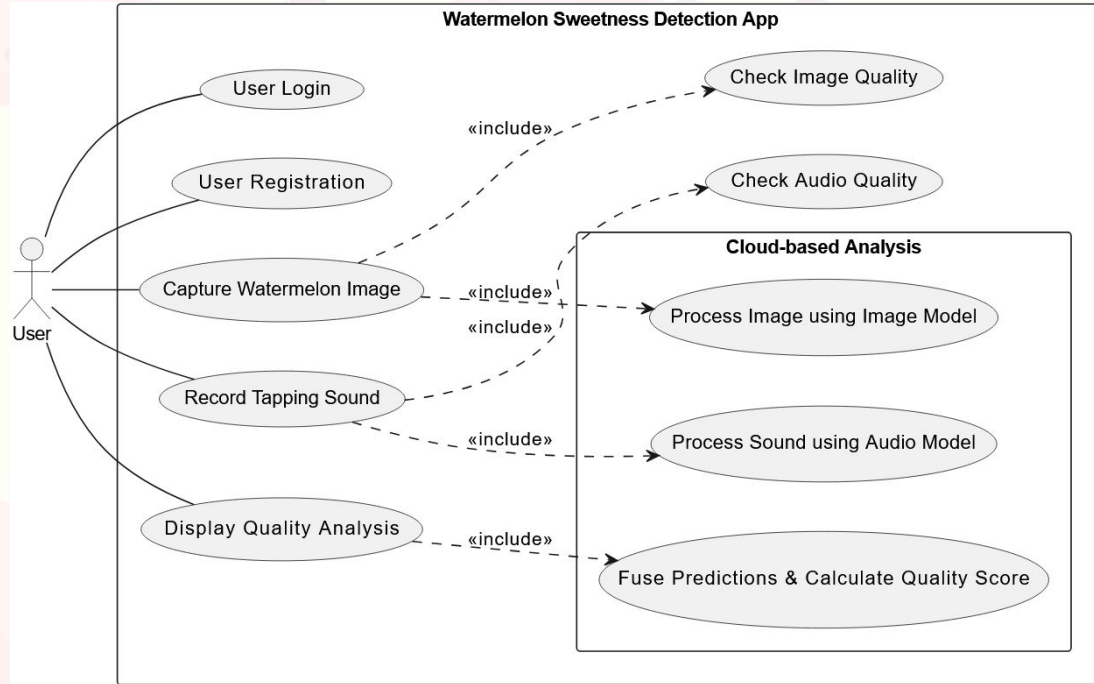 Watermelon Sweetness Detection App
User Login
Check Image Quality
«include»
User Registration
Check Audio Quality
Cloud-based Analysis
Capture Watermelon Image
«include»
Process Image using Image Model
«include»
User
Record Tapping Sound
«include»
Process Sound using Audio Model
Display Quality Analysis
«include»
Fuse Predictions & Calculate Quality Score